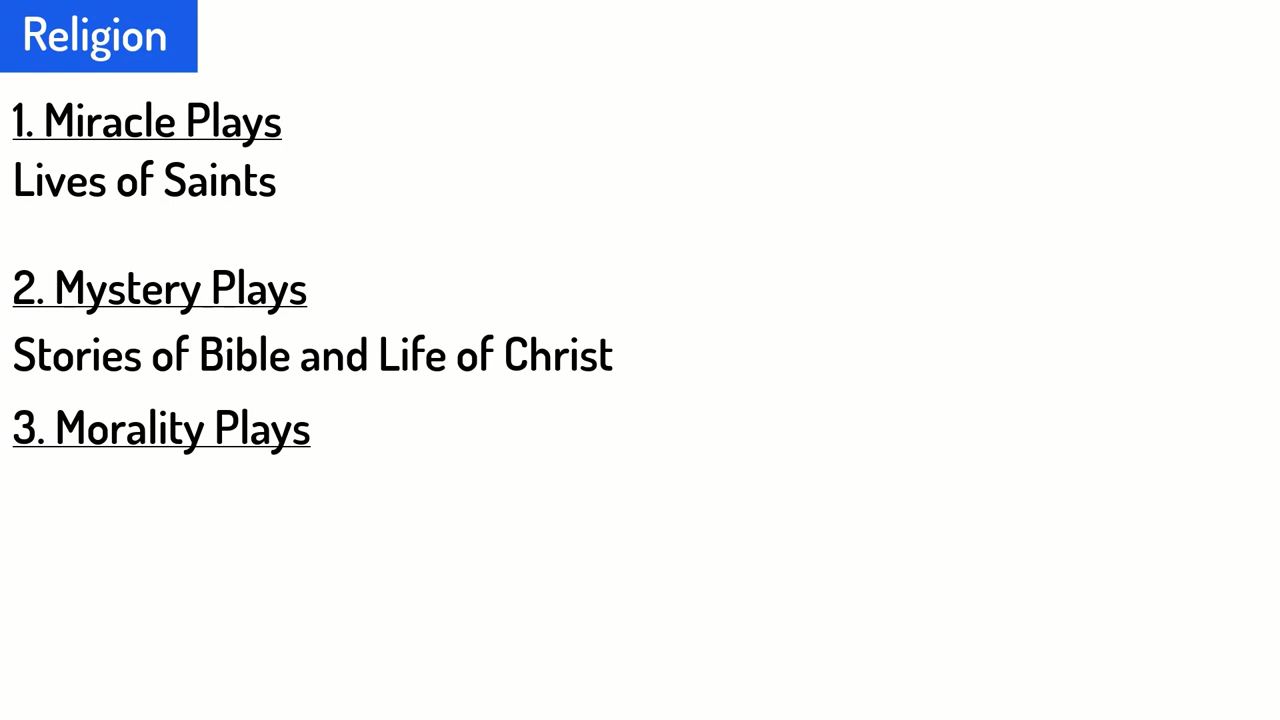 Religion
1. Miracle Plays
Lives of Saints
2. Mystery Plays
Stories of Bible and Life of Christ
3. Morality Plays